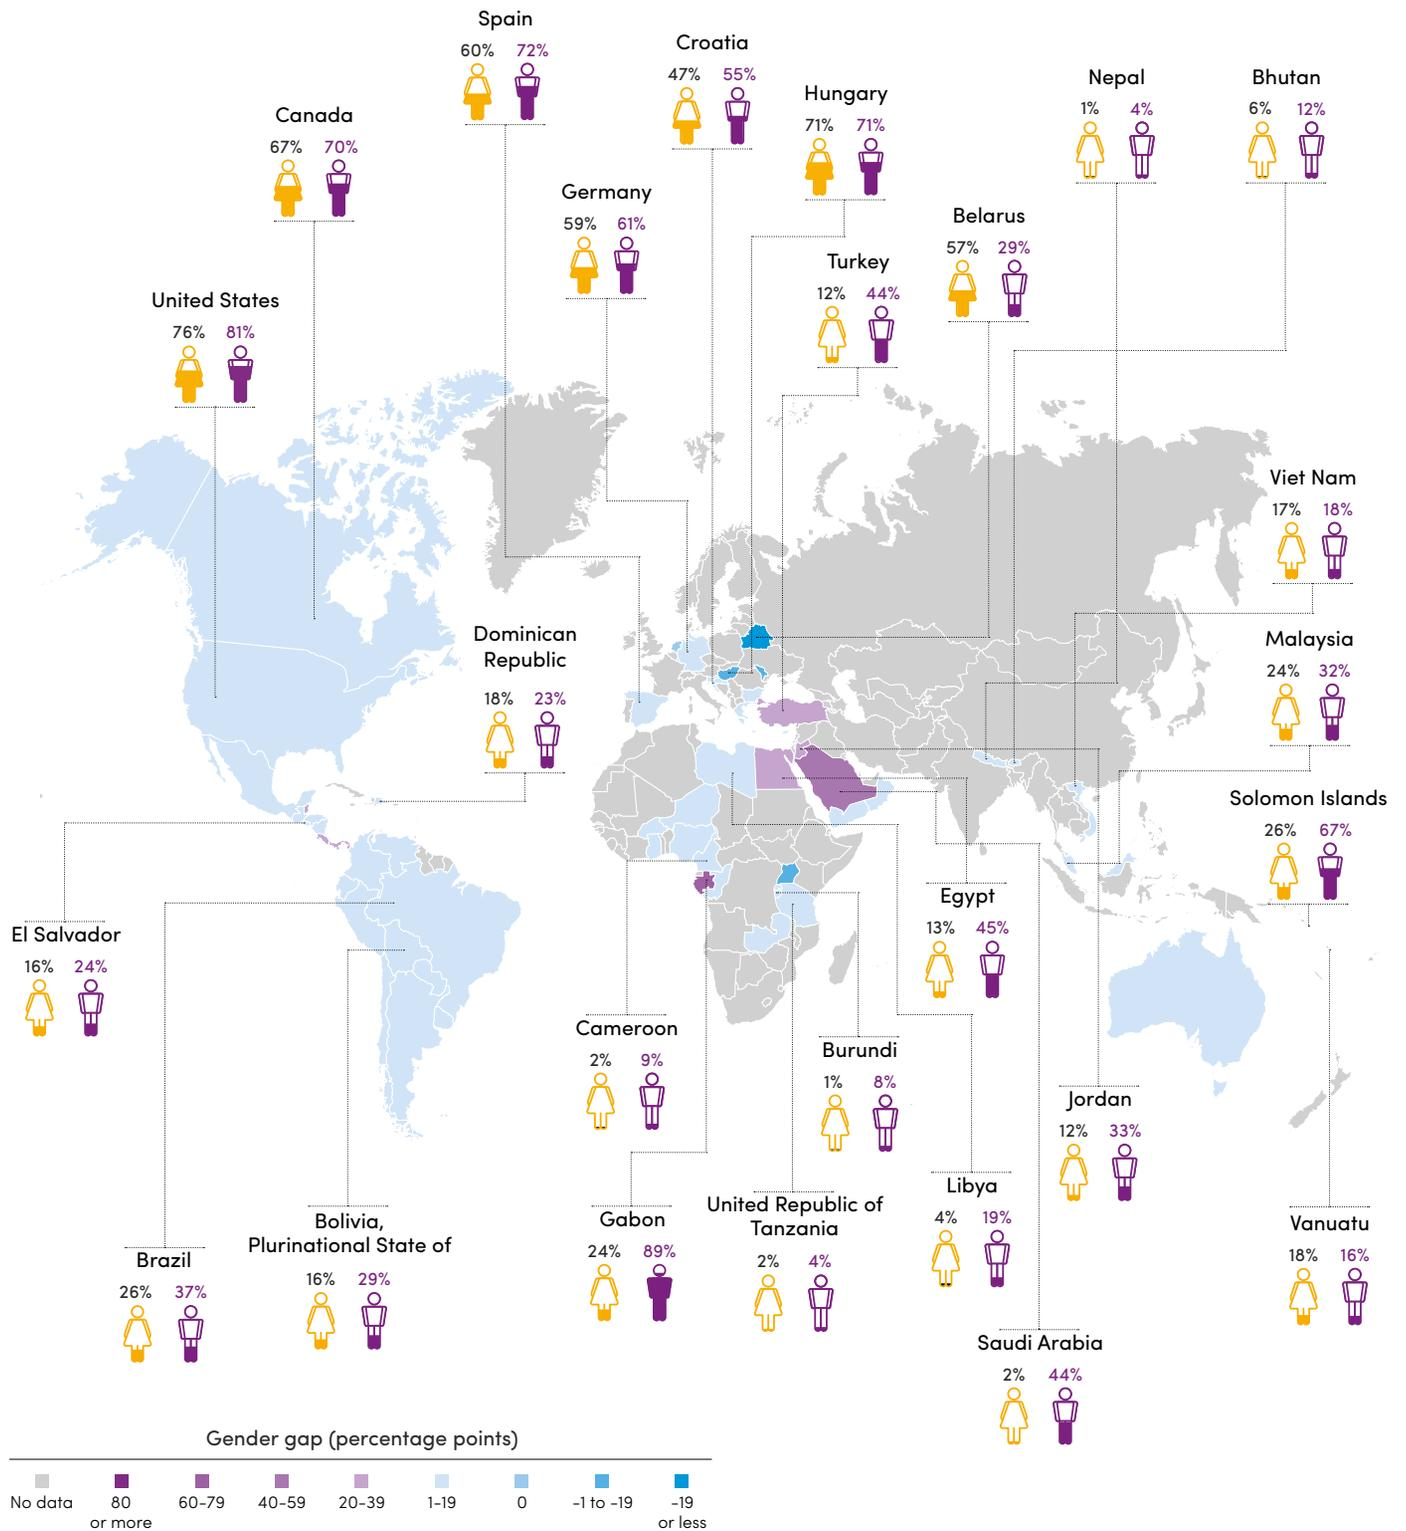 Spain
60% 72%
Croatia
47% 55%
Hungary
71% 71%
Nepal
1% 4%
Bhutan
6% 12%
Canada
67% 70%
Germany
59% 61%
Belarus
57% 29%
Turkey
12% 44%
United States
76% 81%
Viet Nam
17% 18%
Dominican
Republic
18% 23%
Malaysia
24% 32%
Solomon Islands
26% 67%
El Salvador
16% 24%
Egypt
13% 45%
Cameroon
2% 9%
Burundi
1% 8%
Jordan
12% 33%
Libya
4% 19%
United Republic of
Tanzania
2% 4%
Gabon
24% 89%
Vanuatu
18% 16%
Bolivia,
Plurinational State of
16% 29%
Brazil
26% 37%
Saudi Arabia
2% 44%
Gender gap (percentage points)
No data
80
or more
60-79
40-59
20-39
1-19
0
-1 to -19
-19
or less